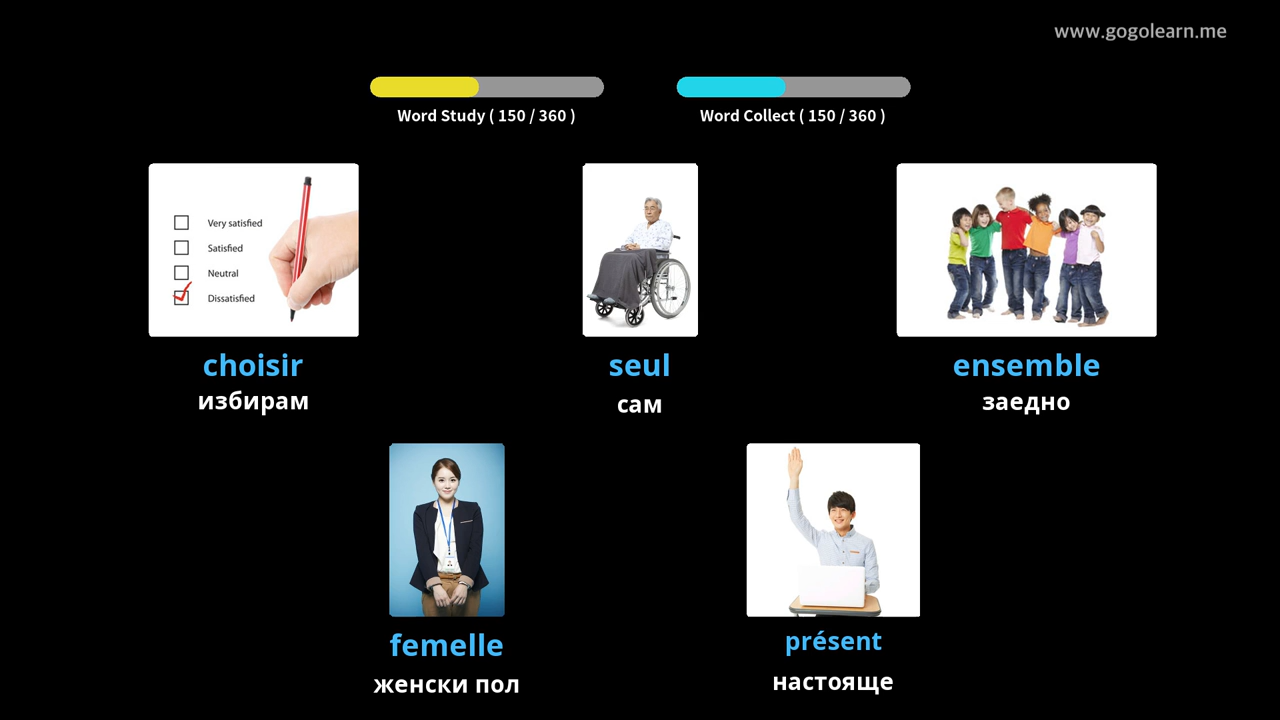 www.gogolearn.me
Word Study ( 150 / 360 )
Word Collect ( 150 / 360 )
Very satisfied
Satisfied
Neutral
Dissatisfied
choisir
избирам
seul
сам
ensemble
заедно
femelle
женски пол
présent
настояще